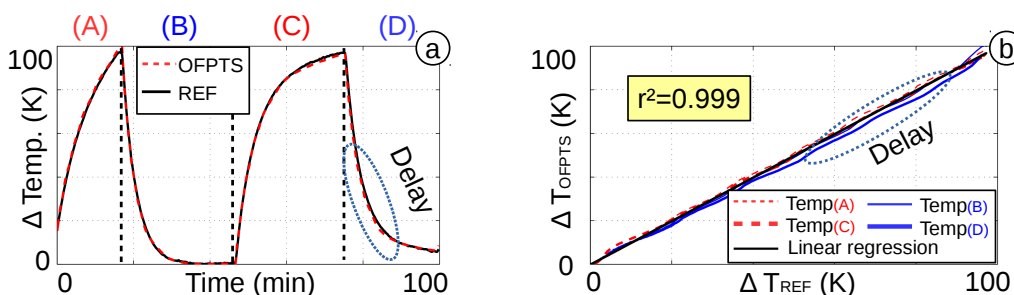 (A) (B) (C) (D)
a
100
OFPTS
REF
Δ Temp. (K)
Delay
0
0 Time (min) 100
b
100
r²=0.999
Δ TOFPTS (K)
Delay
Temp(A) Temp(B)
Temp(C) Temp(D)
Linear regression
0
0 Δ TREF (K) 100